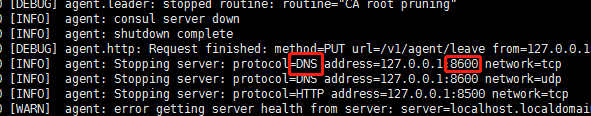 [DEBUG] agent.leader: stopped routine: routine="CA root pruning"
[INFO] agent: consul server down
[INFO] agent: shutdown complete
[DEBUG] agent.http: Request finished: method=PUT url=/v1/agent/leave from=127.0.0.1
[INFO] agent: Stopping server: protocol=DNS address=127.0.0.1:8600 network=tcp
[INFO] agent: Stopping server: protocol=DNS address=127.0.0.1:8600 network=udp
[INFO] agent: Stopping server: protocol=HTTP address=127.0.0.1:8500 network=tcp
[WARN] agent: error getting server health from server: server=localhost.localdomain